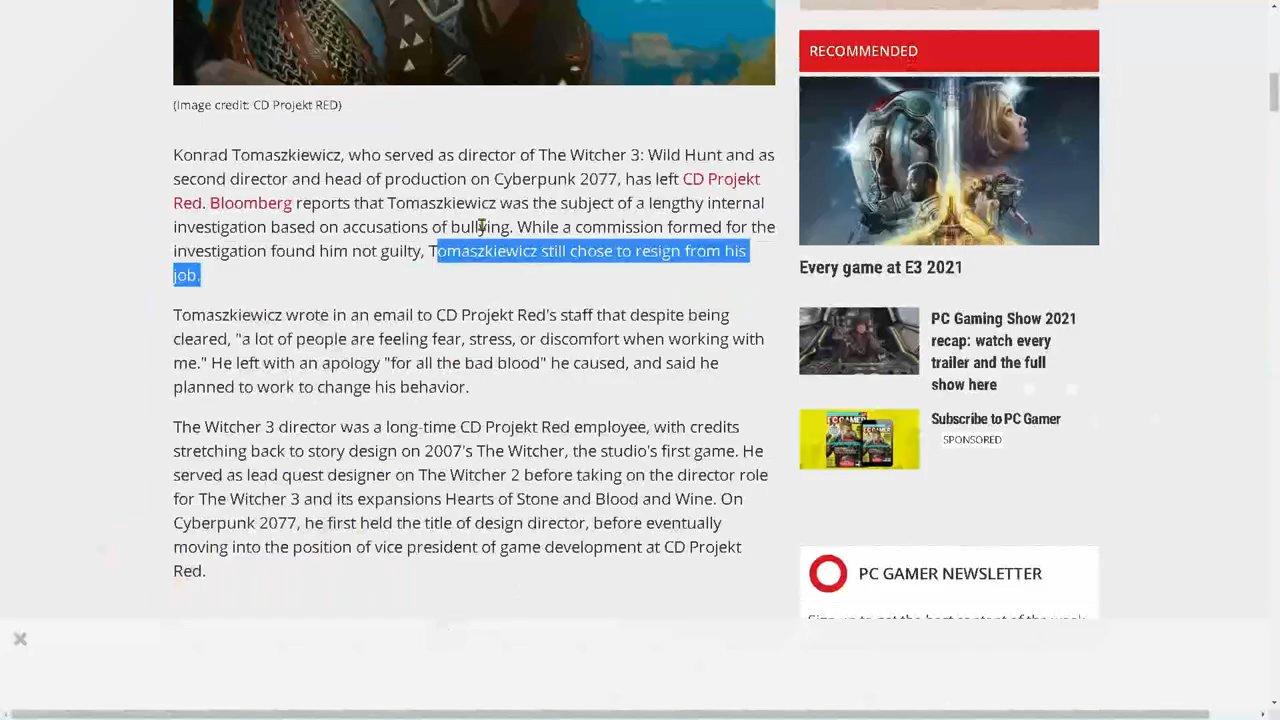 (Image credit: CD Projekt RED)
Konrad Tomaszkiewicz, who served as director of The Witcher 3: Wild Hunt and as
second director and head of production on Cyberpunk 2077, has left CD Projekt
Red. Bloomberg reports that Tomaszkiewicz was the subject of a lengthy internal
investigation based on accusations of bullying. While a commission formed for the
investigation found him not guilty, Tomaszkiewicz still chose to resign from his
job.
Tomaszkiewicz wrote in an email to CD Projekt Red's staff that despite being
cleared, "a lot of people are feeling fear, stress, or discomfort when working with
me." He left with an apology "for all the bad blood" he caused, and said he
planned to work to change his behavior.
The Witcher 3 director was a long-time CD Projekt Red employee, with credits
stretching back to story design on 2007's The Witcher, the studio's first game. He
served as lead quest designer on The Witcher 2 before taking on the director role
for The Witcher 3 and its expansions Hearts of Stone and Blood and Wine. On
Cyberpunk 2077, he first held the title of design director, before eventually
moving into the position of vice president of game development at CD Projekt
Red.
RECOMMENDED
Every game at E3 2021
PC Gaming Show 2021
recap: watch every
trailer and the full
show here
Subscribe to PC Gamer
SPONSORED
PC GAMER NEWSLETTER